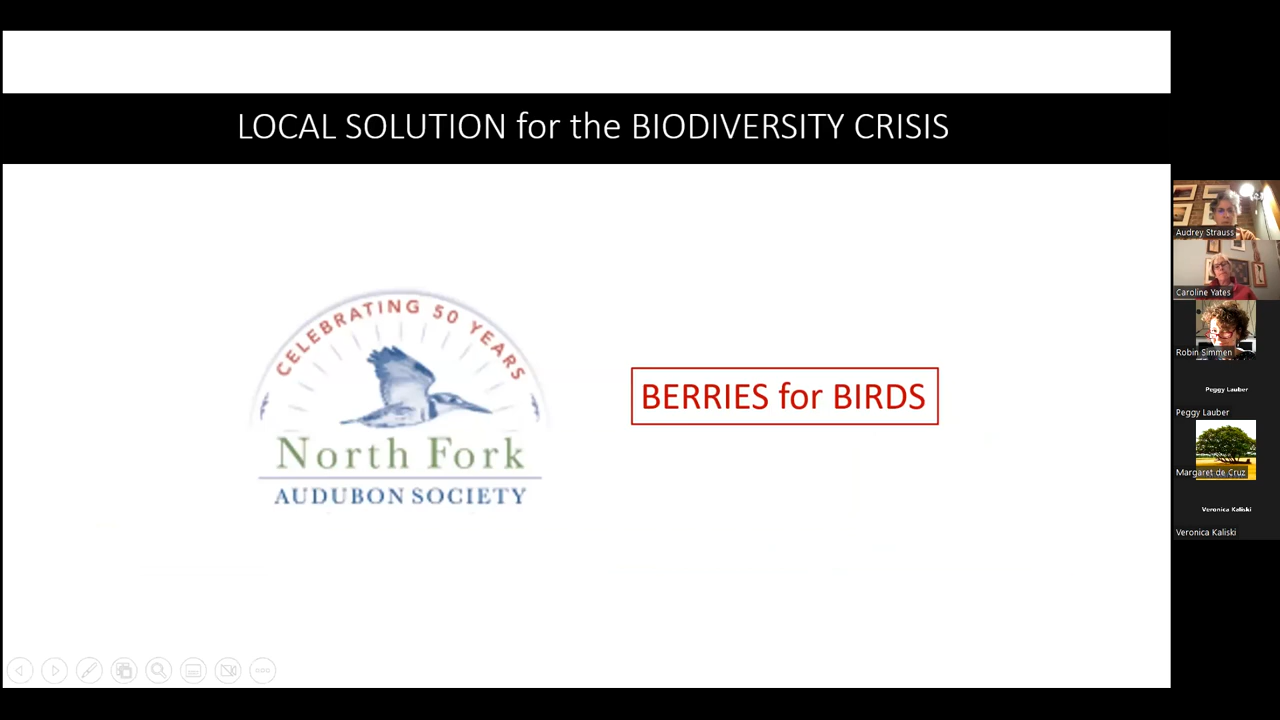 LOCAL SOLUTION for the BIODIVERSITY CRISIS
CELEBRATING 50 YEARS
North Fork
AUDUBON SOCIETY
BERRIES for BIRDS
Audrey Strauss
Caroline Yates
Robin Simmen
Peggy Lauber
Peggy Lauber
Margaret de Cruz
Veronica Kaliski
Veronica Kaliski